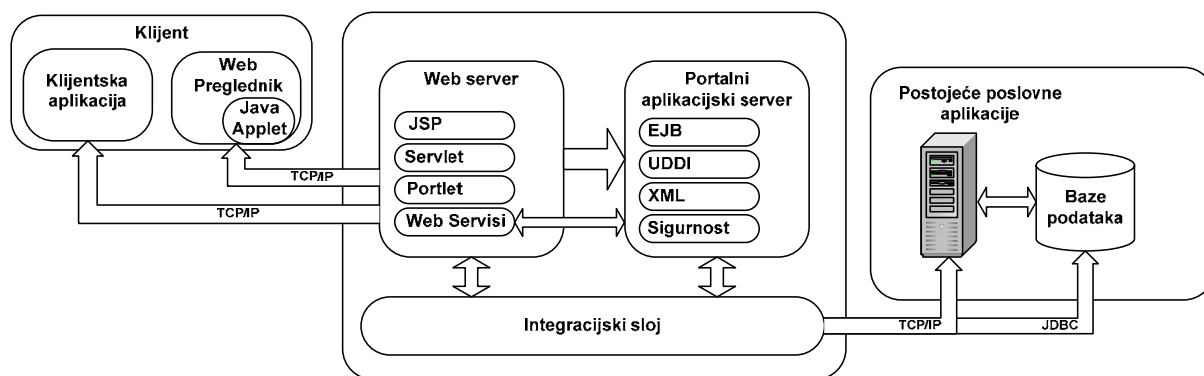 Klijent
Klijentska
aplikacija
Web
Preglednik
Java
Applet
TCP/IP
TCP/IP
Web server
JSP
Servlet
Portlet
Web Servisi
Portalni
aplikacijski server
EJB
UDDI
XML
Sigurnost
Integracijski sloj
Postojeće poslovne
aplikacije
Baze
podataka
TCP/IP
JDBC